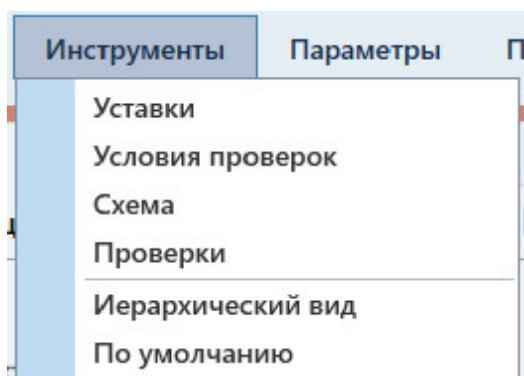 Инструменты Параметры П
Уставки
Условия проверок
Схема
Проверки
Иерархический вид
По умолчанию